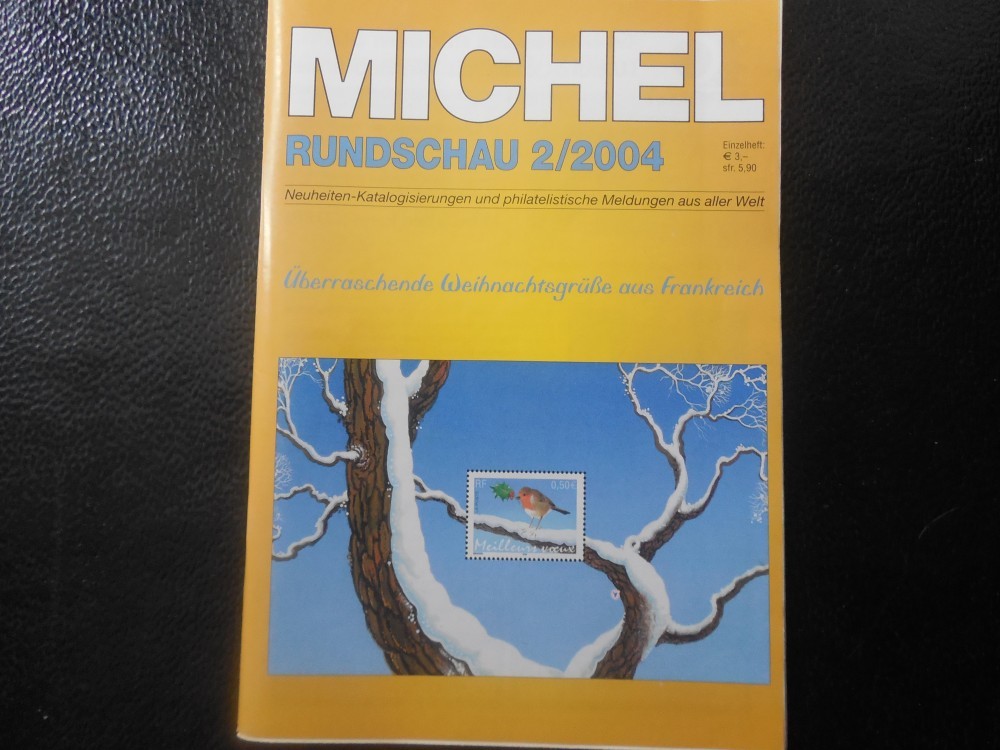 MICHEL
RUNDSCHAU 2/2004
Einzelheft:
€ 3,–
sfr. 5,90
Neuheiten-Katalogisierungen und philatelistische Meldungen aus aller Welt
Überraschende Weihnachtsgrüße aus Frankreich
RF 0,50€
Meilleurs vœux